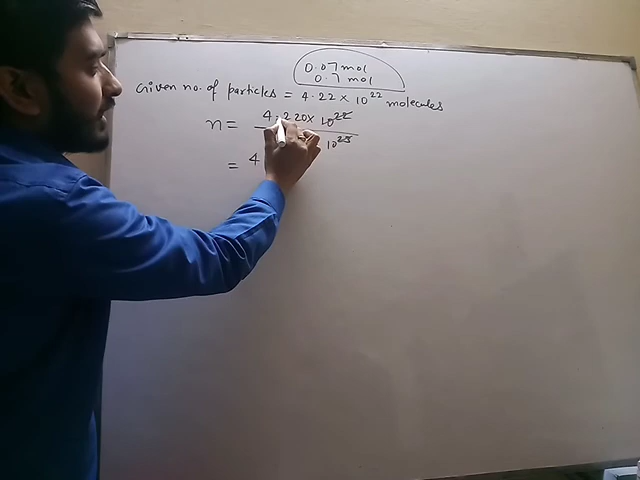 0.07 mol
0.7 mol
Given no. of particles = 4.22 × 10²² molecules
n = 4.220 × 10²²
10²³
= 4